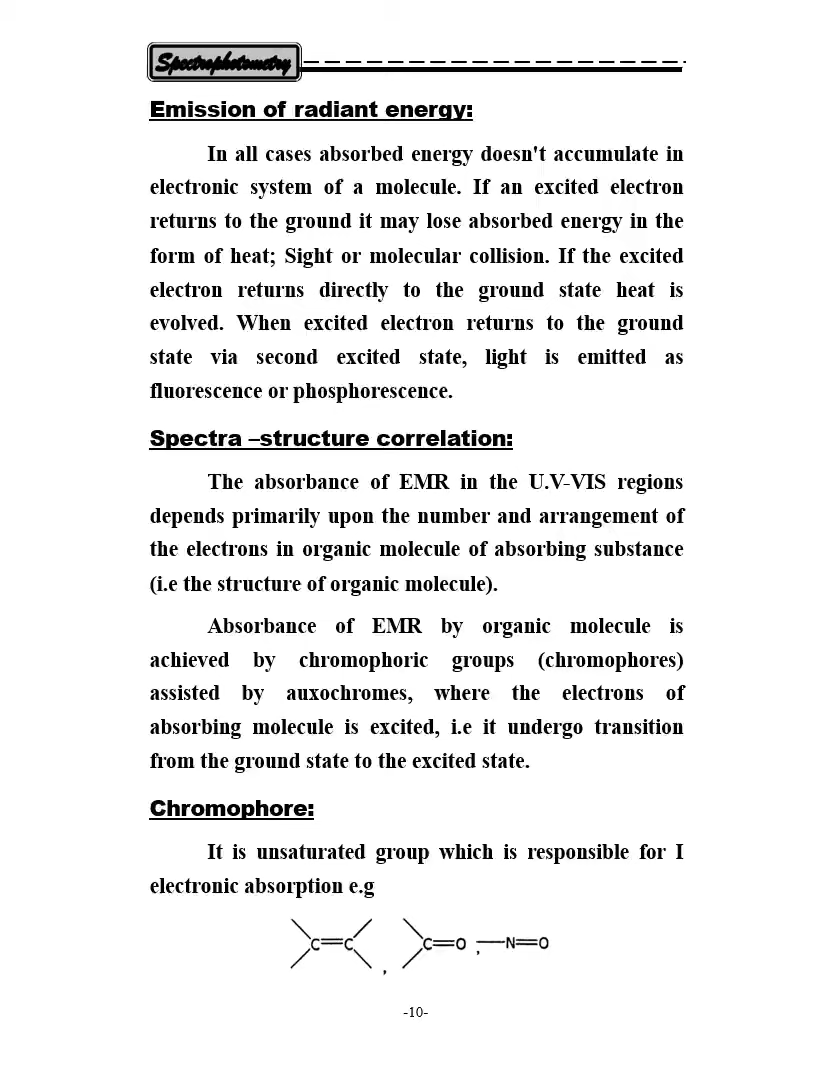 Spectrophotometry
Emission of radiant energy:
In all cases absorbed energy doesn't accumulate in
electronic system of a molecule. If an excited electron
returns to the ground it may lose absorbed energy in the
form of heat; Sight or molecular collision. If the excited
electron returns directly to the ground state heat is
evolved. When excited electron returns to the ground
state via second excited state, light is emitted as
fluorescence or phosphorescence.
Spectra –structure correlation:
The absorbance of EMR in the U.V-VIS regions
depends primarily upon the number and arrangement of
the electrons in organic molecule of absorbing substance
(i.e the structure of organic molecule).
Absorbance of EMR by organic molecule is
achieved by chromophoric groups (chromophores)
assisted by auxochromes, where the electrons of
absorbing molecule is excited, i.e it undergo transition
from the ground state to the excited state.
Chromophore:
It is unsaturated group which is responsible for I
electronic absorption e.g
C=C , C=O , —N=O
-10-